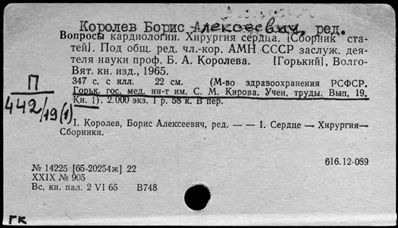 Королев Борис Алексеевич, ред.
Вопросы кардиологии. Хирургия сердца. [Сборник ста-
тей]. Под общ. ред. чл.-кор. АМН СССР заслуж. дея-
теля науки проф. Б. А. Королева. [Горький], Волго-
Вят. кн. изд., 1965.
347 с. с илл. 22 см. (М-во здравоохранения РСФСР.
Горьк. гос. мед. ин-т им. С. М. Кирова. Учен. труды. Вып. 19,
Кн. 1). 2.000 экз. 1 р. 58 к. В пер.
П
442/19(1)
I. Королев, Борис Алексеевич, ред. — — 1. Сердце — Хирургия—
Сборники.
№ 14225 [65-20254ж] 22
616.12-089
XXIX № 905
Вс. кн. пал. 2 VI 65 В748
гк